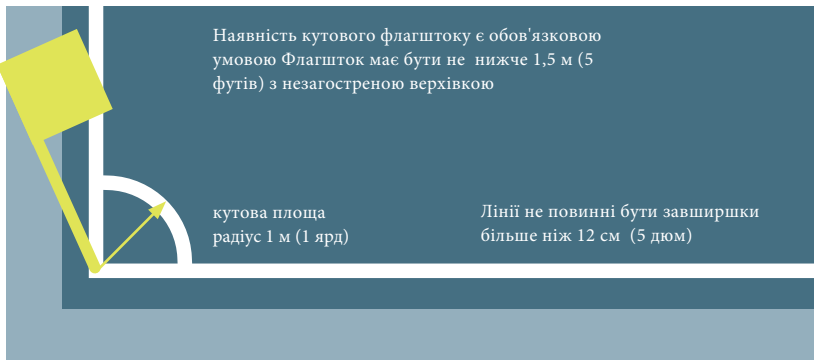 Наявність кутового флагштоку є обов'язковою
умовою Флагшток має бути не  нижче 1,5 м (5
футів) з незагостреною верхівкою
кутова площа
радіус 1 м (1 ярд)
Лінії не повинні бути завширшки
більше ніж 12 см  (5 дюм)